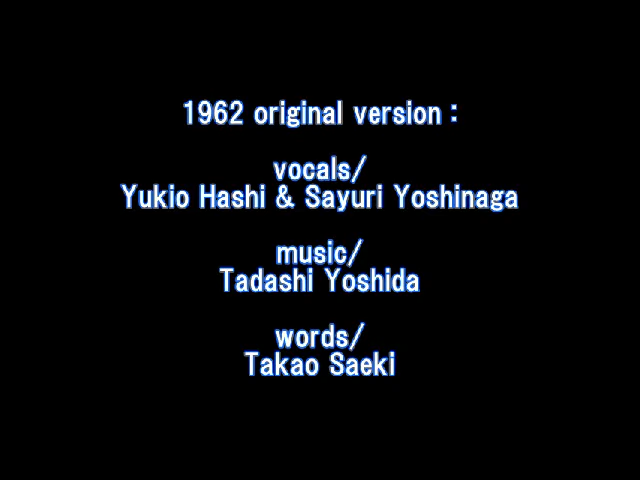 1962 original version :
vocals/
Yukio Hashi & Sayuri Yoshinaga
music/
Tadashi Yoshida
words/
Takao Saeki